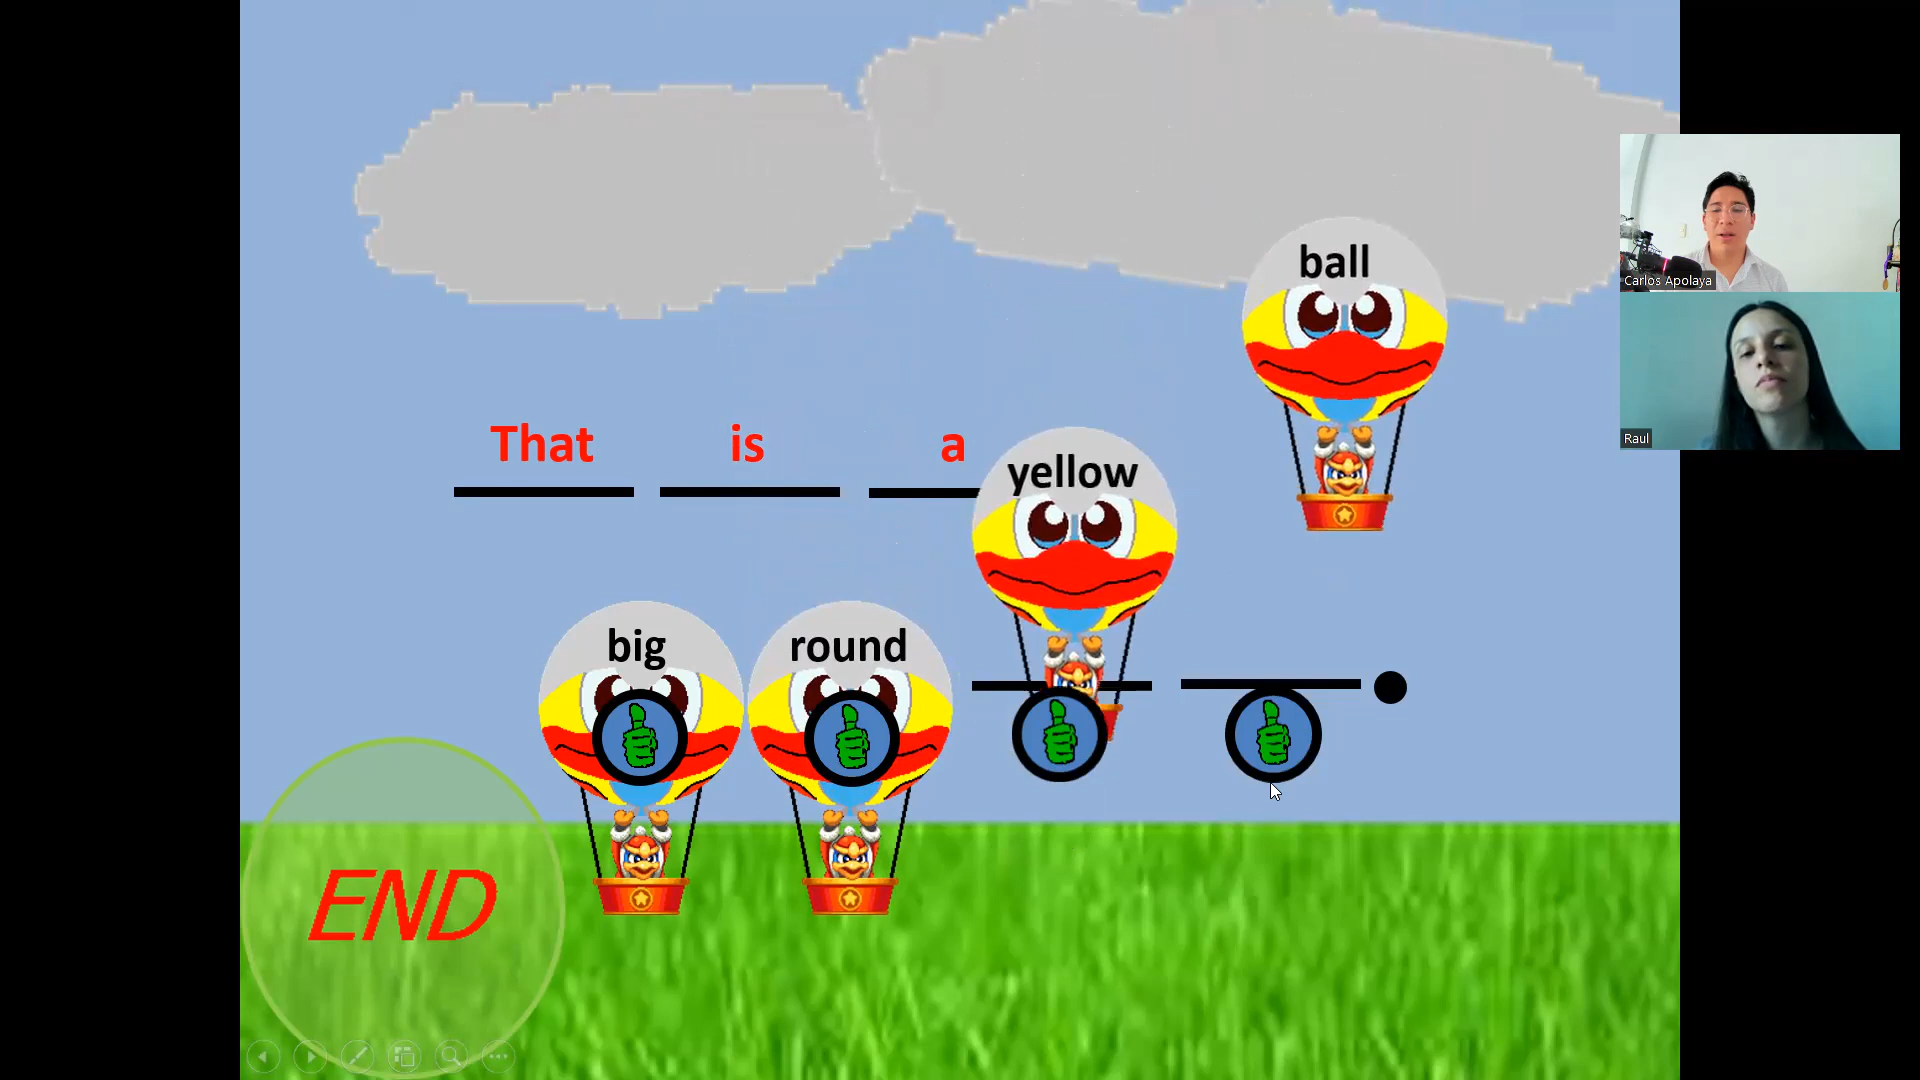 ball
That is a
yellow
big round
END
Carlos Apolaya
Raul